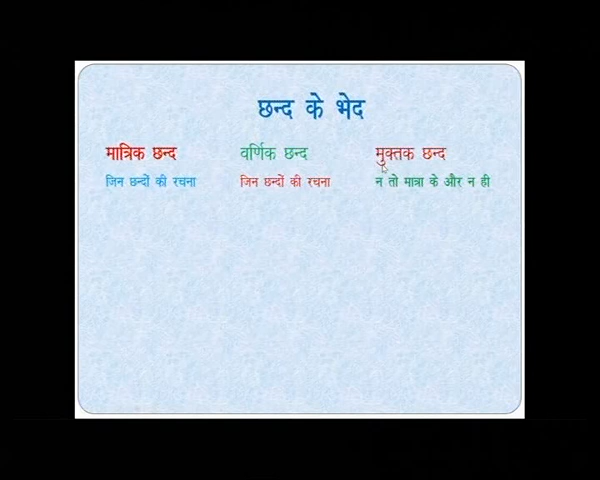 छन्द के भेद
मात्रिक छन्द वर्णिक छन्द मुक्तक छन्द
जिन छन्दों की रचना जिन छन्दों की रचना न तो मात्रा के और न ही